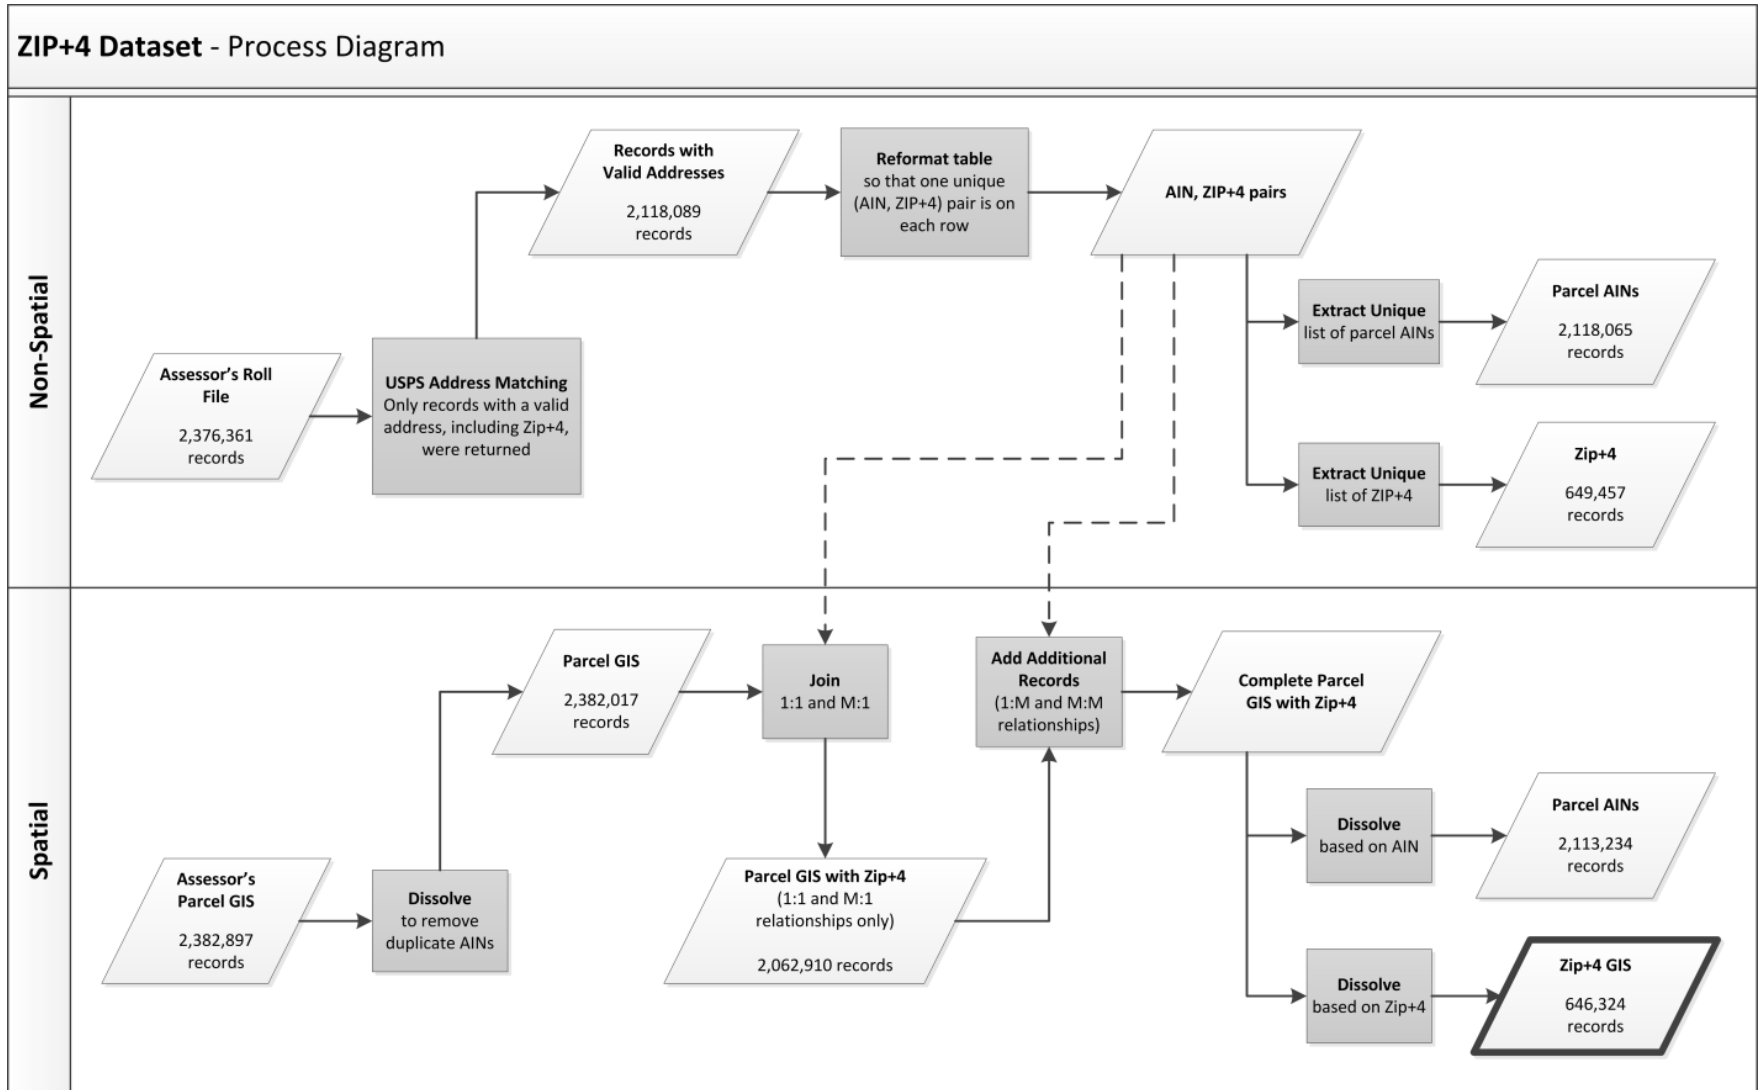 ZIP+4 Dataset - Process Diagram
Non-Spatial
Assessor's Roll
File
2,376,361
records
USPS Address Matching
Only records with a valid
address, including Zip+4,
were returned
Records with
Valid Addresses
2,118,089
records
Reformat table
so that one unique
(AIN, ZIP+4) pair is on
each row
AIN, ZIP+4 pairs
Extract Unique
list of parcel AINs
Parcel AINs
2,118,065
records
Extract Unique
list of ZIP+4
Zip+4
649,457
records
Spatial
Assessor's
Parcel GIS
2,382,897
records
Dissolve
to remove
duplicate AINs
Parcel GIS
2,382,017
records
Join
1:1 and M:1
Parcel GIS with Zip+4
(1:1 and M:1
relationships only)
2,062,910 records
Add Additional
Records
(1:M and M:M
relationships)
Complete Parcel
GIS with Zip+4
Dissolve
based on AIN
Parcel AINs
2,113,234
records
Dissolve
based on Zip+4
Zip+4 GIS
646,324
records